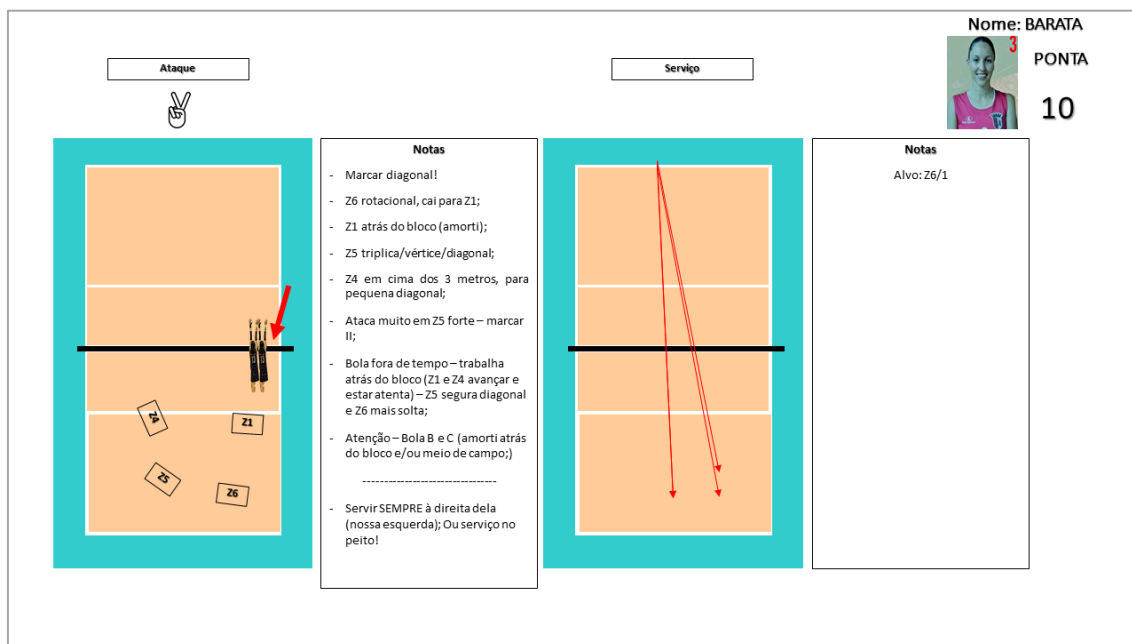 Nome: BARATA
3
PONTA
10
Ataque
Serviço
Notas
- Marcar diagonal!
- Z6 rotacional, cai para Z1;
- Z1 atrás do bloco (amorti);
- Z5 triplica/vértice/diagonal;
- Z4 em cima dos 3 metros, para
pequena diagonal;
- Ataca muito em Z5 forte – marcar
II;
- Bola fora de tempo – trabalha
atrás do bloco (Z1 e Z4 avançar e
estar atenta) – Z5 segura diagonal
e Z6 mais solta;
- Atenção – Bola B e C (amorti atrás
do bloco e/ou meio de campo;)
-------------------------------
- Servir SEMPRE à direita dela
(nossa esquerda); Ou serviço no
peito!
Z4
Z1
Z5
Z6
Notas
Alvo: Z6/1